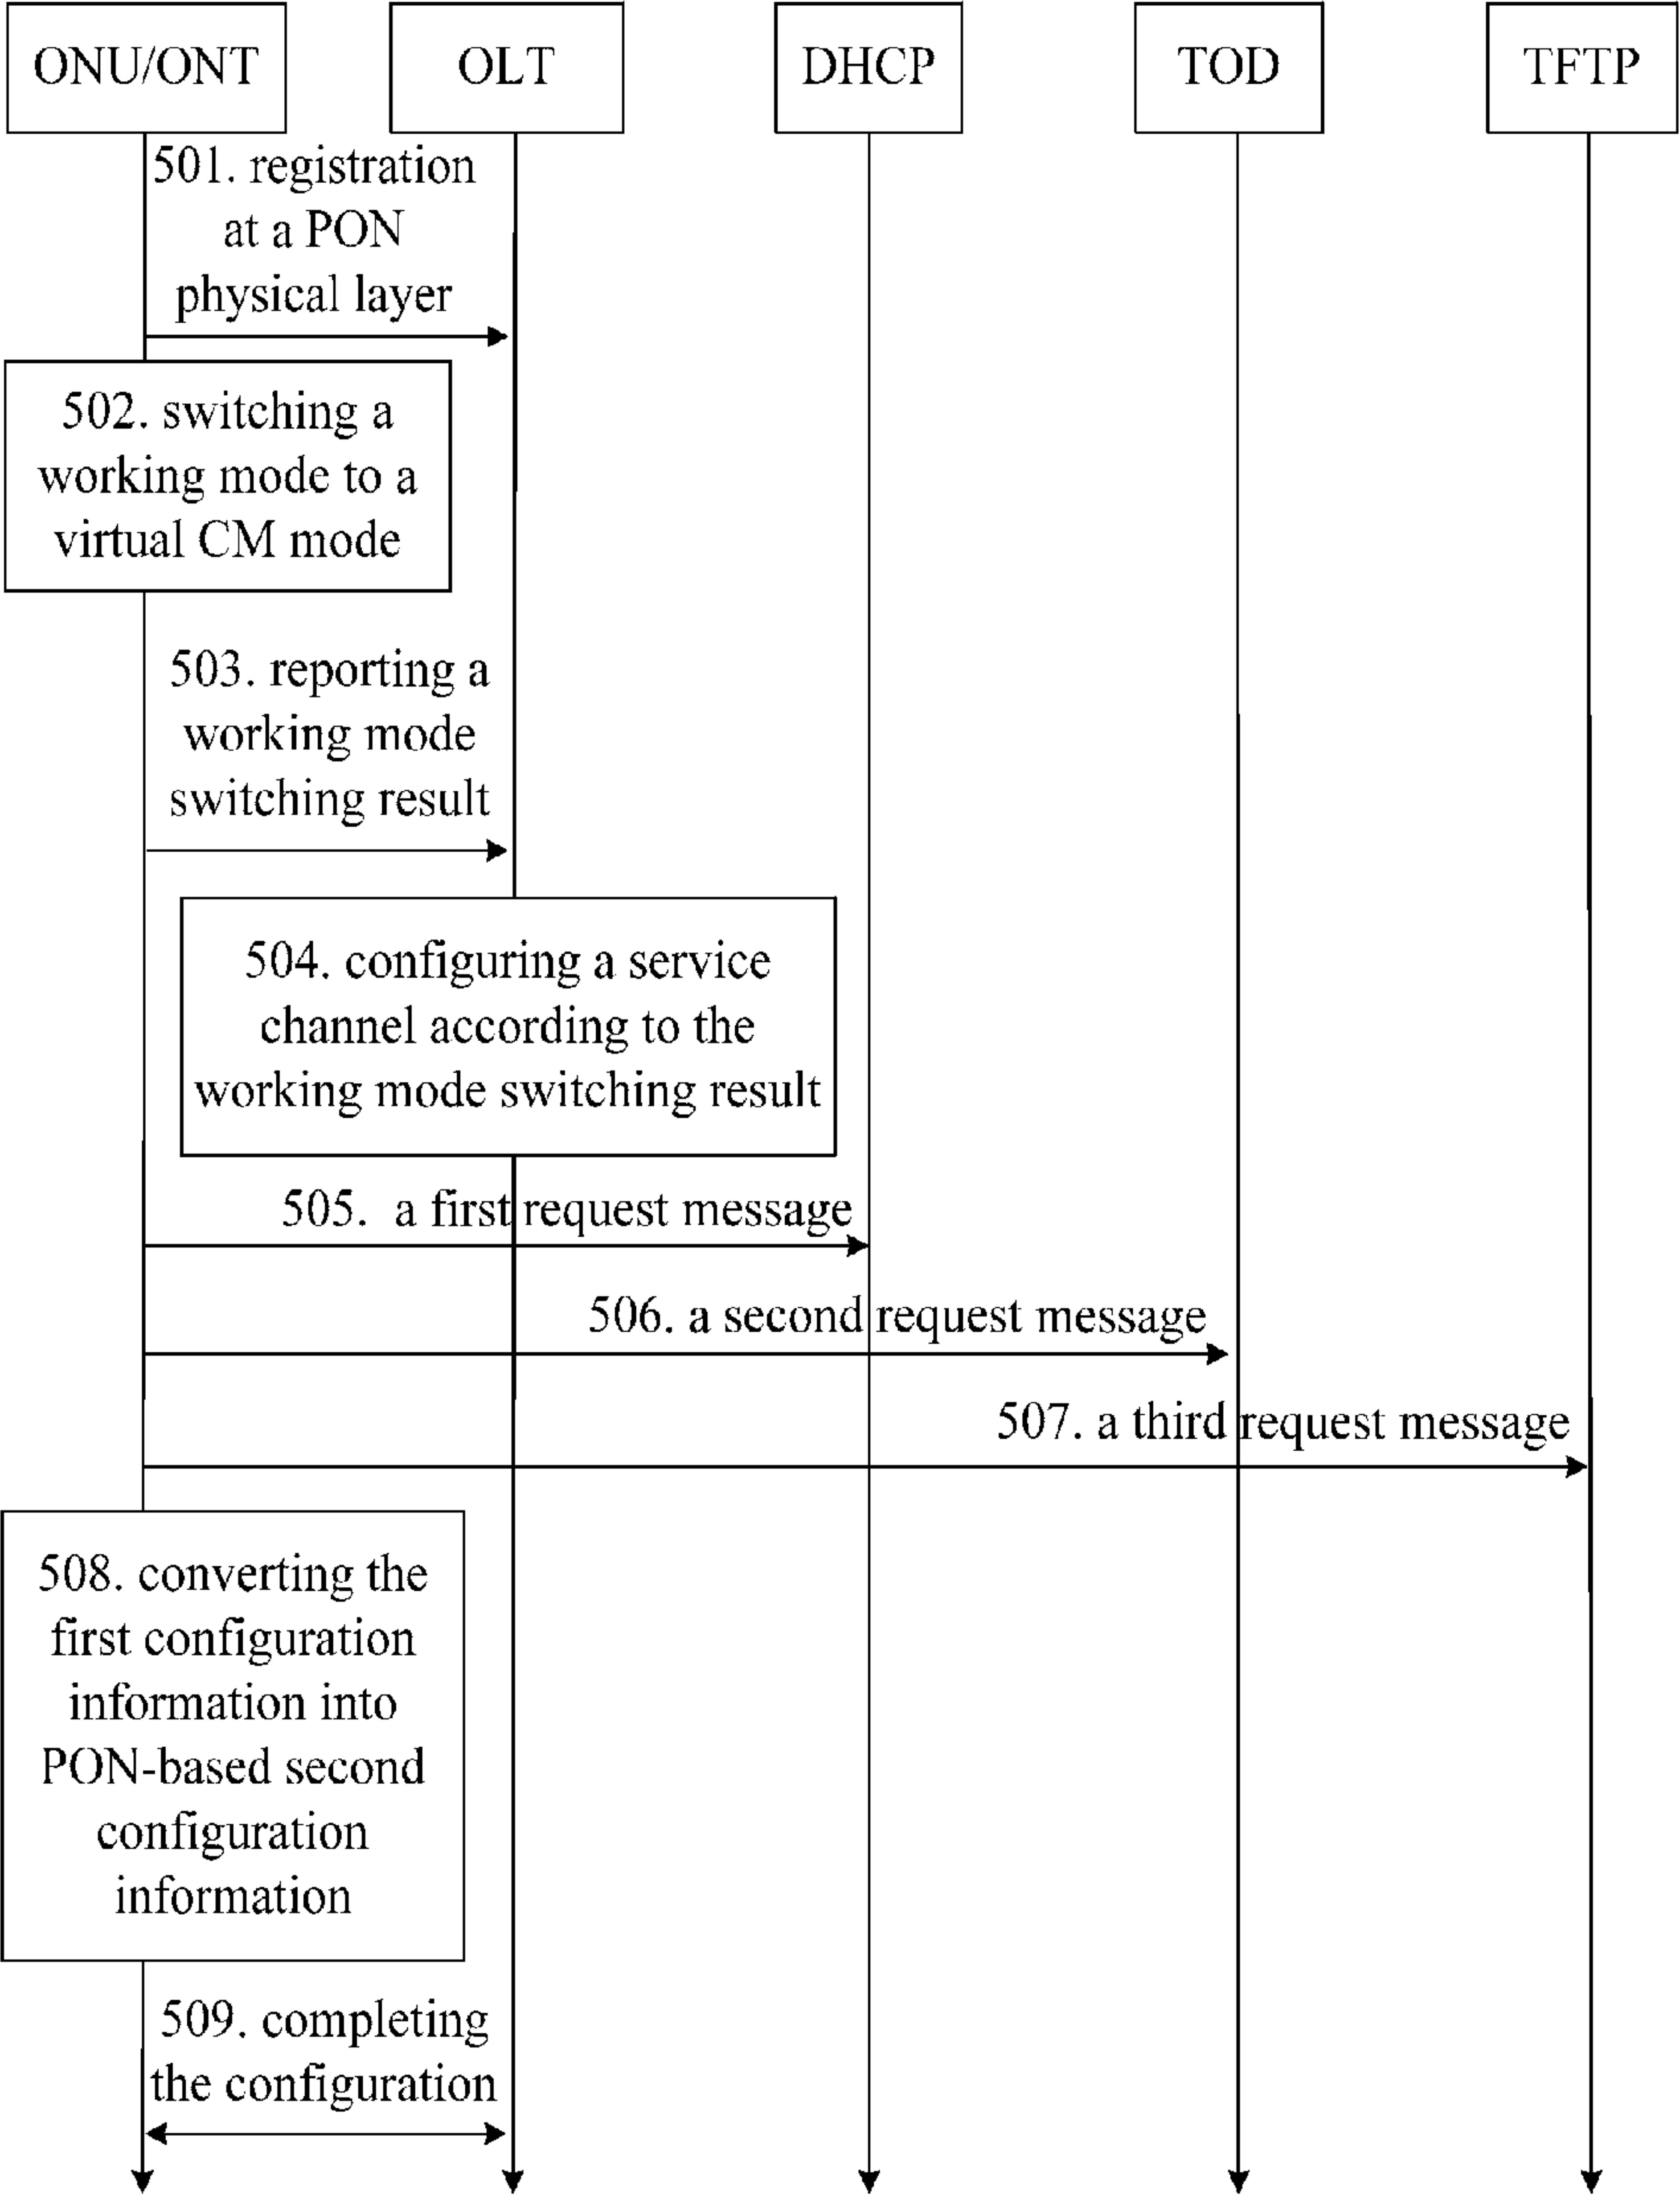 ONU/ONT
OLT
DHCP
TOD
TFTP
501. registration
at a PON
physical layer
502. switching a
working mode to a
virtual CM mode
503. reporting a
working mode
switching result
504. configuring a service
channel according to the
working mode switching result
505. a first request message
506. a second request message
507. a third request message
508. converting the
first configuration
information into
PON-based second
configuration
information
509. completing
the configuration